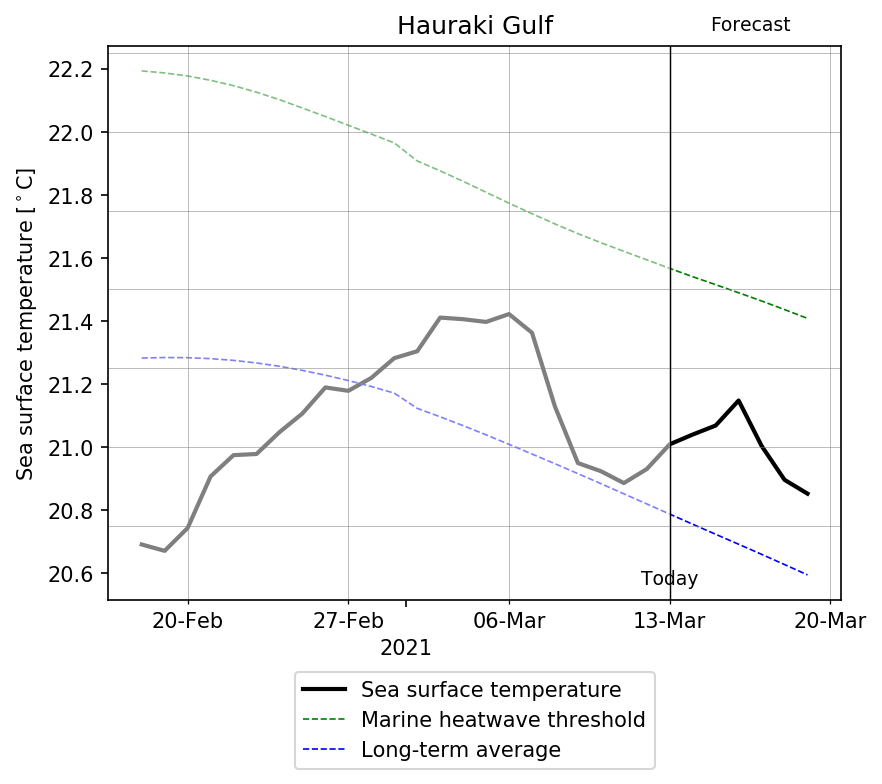 Hauraki Gulf
Forecast
Sea surface temperature [°C]
22.2
22.0
21.8
21.6
21.4
21.2
21.0
20.8
20.6
Today
20-Feb
27-Feb
06-Mar
13-Mar
20-Mar
2021
Sea surface temperature
Marine heatwave threshold
Long-term average